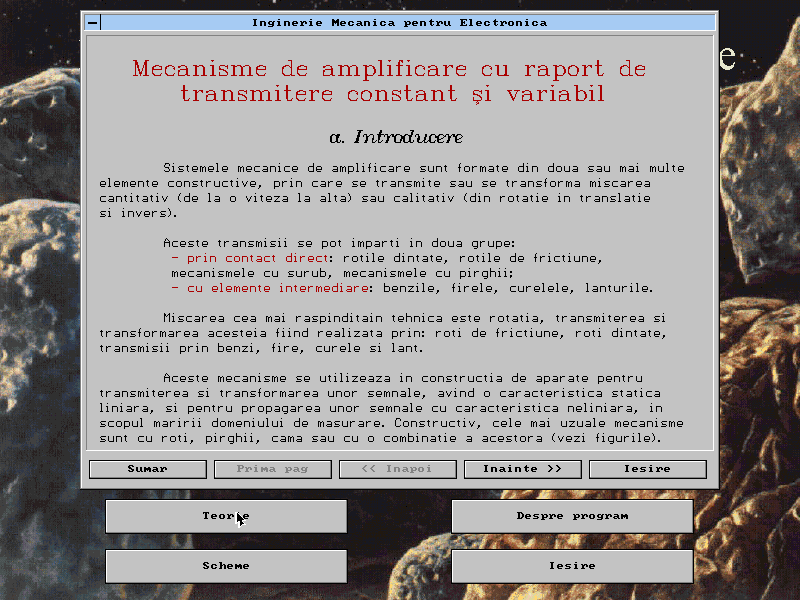 Inginerie Mecanica pentru Electronica
e
Mecanisme de amplificare cu raport de
transmitere constant şi variabil
a. Introducere
Sistemele mecanice de amplificare sunt formate din doua sau mai multe
elemente constructive, prin care se transmite sau se transforma miscarea
cantitativ (de la o viteza la alta) sau calitativ (din rotatie in translatie
si invers).
Aceste transmisii se pot imparti in doua grupe:
- prin contact direct: rotile dintate, rotile de frictiune,
mecanismele cu surub, mecanismele cu pirghii;
- cu elemente intermediare: benzile, firele, curelele, lanturile.
Miscarea cea mai raspinditain tehnica este rotatia, transmiterea si
transformarea acesteia fiind realizata prin: roti de frictiune, roti dintate,
transmisii prin benzi, fire, curele si lant.
Aceste mecanisme se utilizeaza in constructia de aparate pentru
transmiterea si transformarea unor semnale, avind o caracteristica statica
liniara, si pentru propagarea unor semnale cu caracteristica neliniara, in
scopul maririi domeniului de masurare. Constructiv, cele mai uzuale mecanisme
sunt cu roti, pirghii, cama sau cu o combinatie a acestora (vezi figurile).
Sumar
Prima pag
<< Inapoi
Inainte >>
Iesire
Teorie
Despre program
Scheme
Iesire